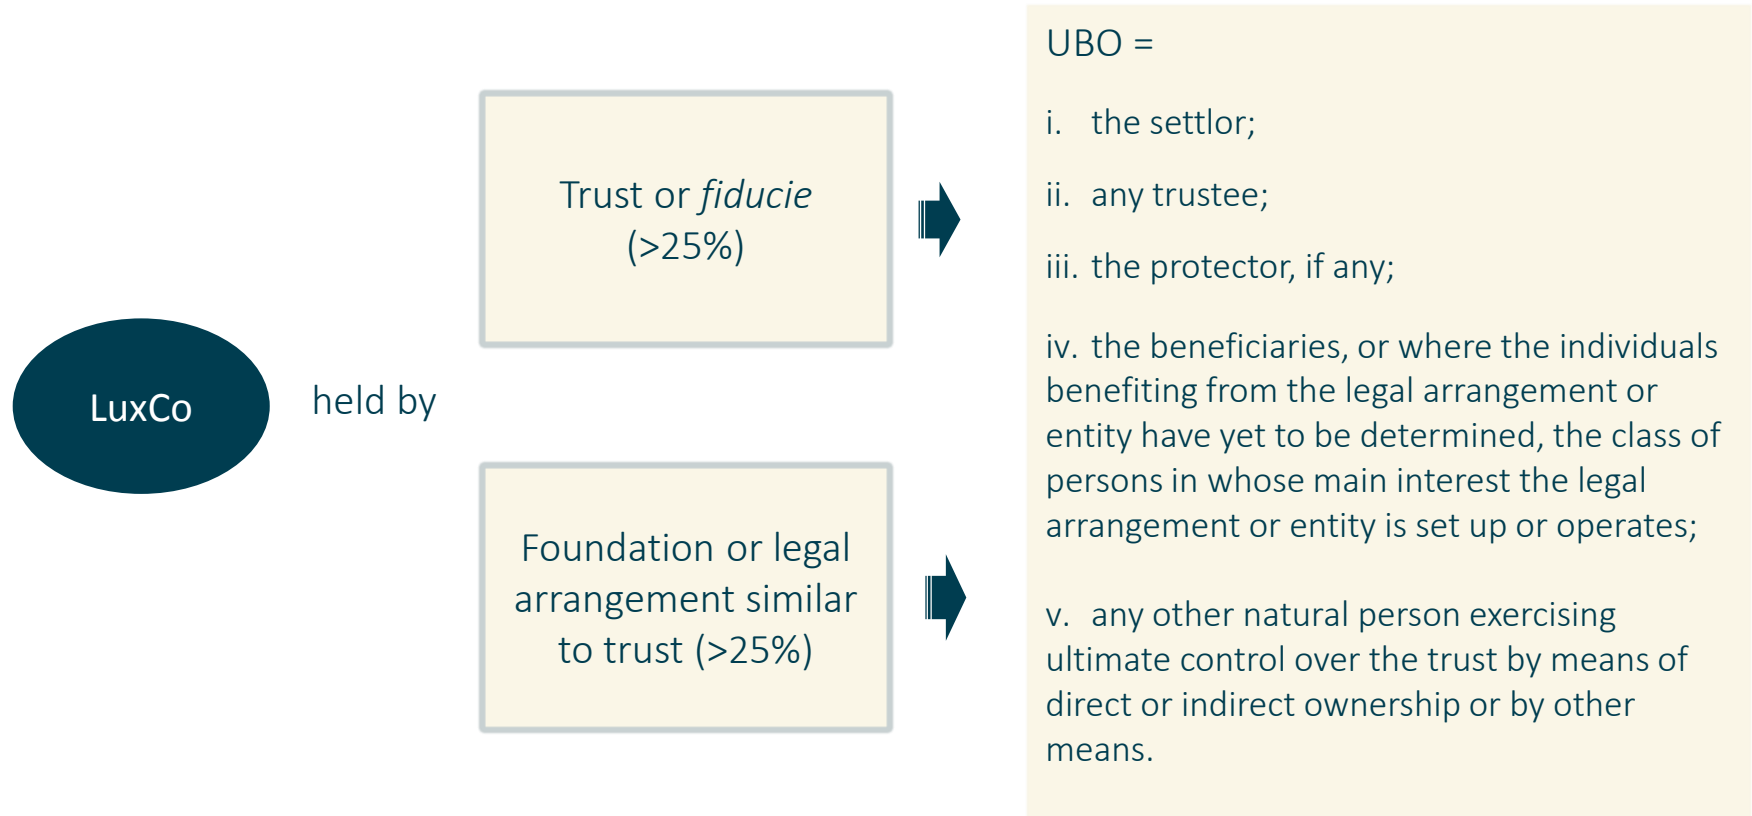 LuxCo
held by
Trust or fiducie
(>25%)
Foundation or legal
arrangement similar
to trust (>25%)
UBO =
i. the settlor;
ii. any trustee;
iii. the protector, if any;
iv. the beneficiaries, or where the individuals
benefiting from the legal arrangement or
entity have yet to be determined, the class of
persons in whose main interest the legal
arrangement or entity is set up or operates;
v. any other natural person exercising
ultimate control over the trust by means of
direct or indirect ownership or by other
means.